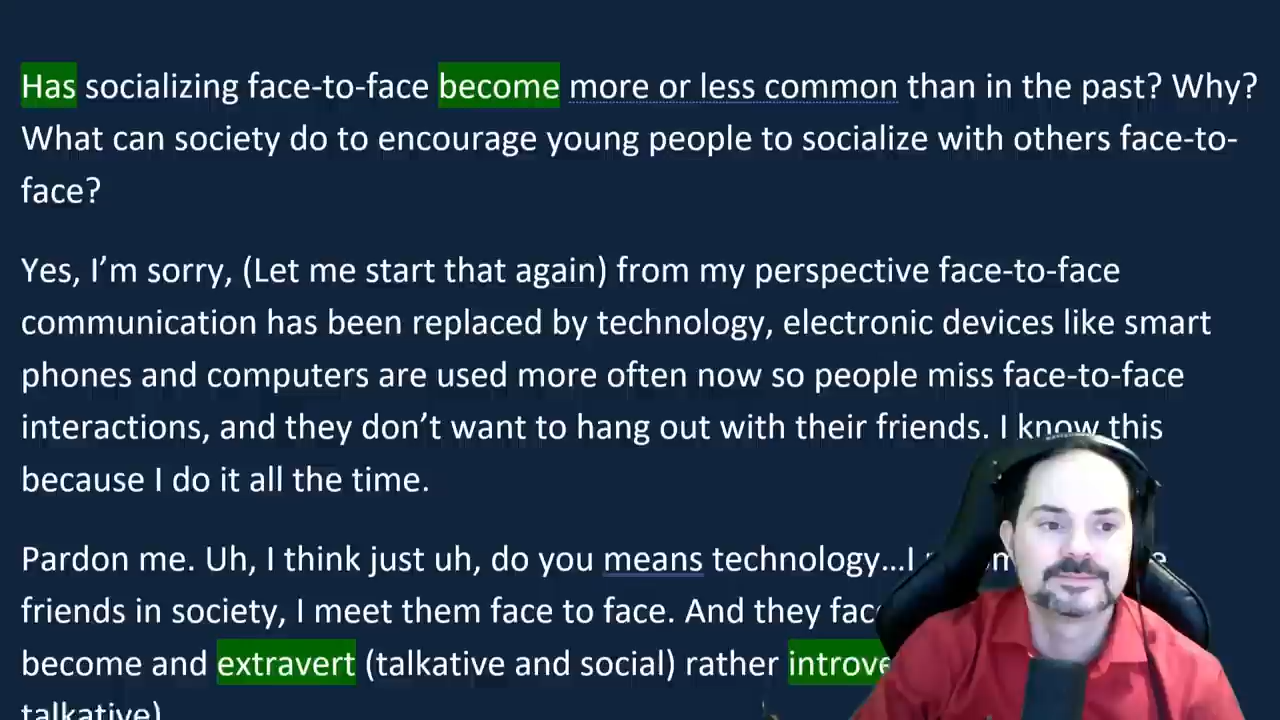 Has socializing face-to-face become more or less common than in the past? Why?
What can society do to encourage young people to socialize with others face-to-
face?
Yes, I’m sorry, (Let me start that again) from my perspective face-to-face
communication has been replaced by technology, electronic devices like smart
phones and computers are used more often now so people miss face-to-face
interactions, and they don’t want to hang out with their friends. I know this
because I do it all the time.
Pardon me. Uh, I think just uh, do you means technology…I
friends in society, I meet them face to face. And they
become and extravert (talkative and social) rather
talkative)